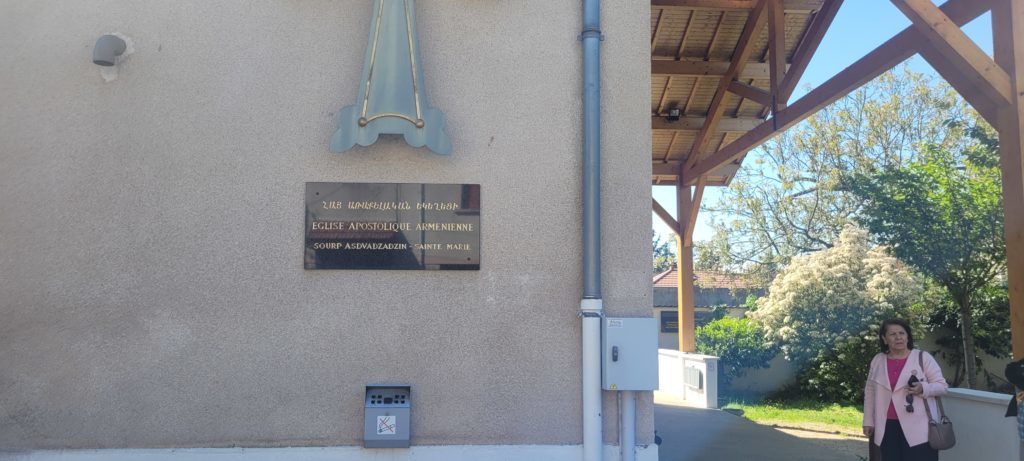 ՀԱՅ ԱՌԱՔԵԼԱԿԱՆ ԵԿԵՂԵՑԻ
EGLISE APOSTOLIQUE ARMENIENNE
SOURP ASDVADZADZIN - SAINTE MARIE